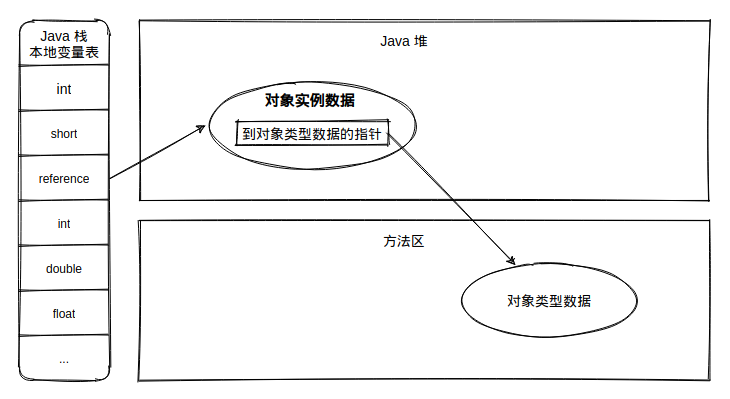 Java 栈
本地变量表
int
short
reference
int
double
float
...
Java 堆
对象实例数据
到对象类型数据的指针
方法区
对象类型数据